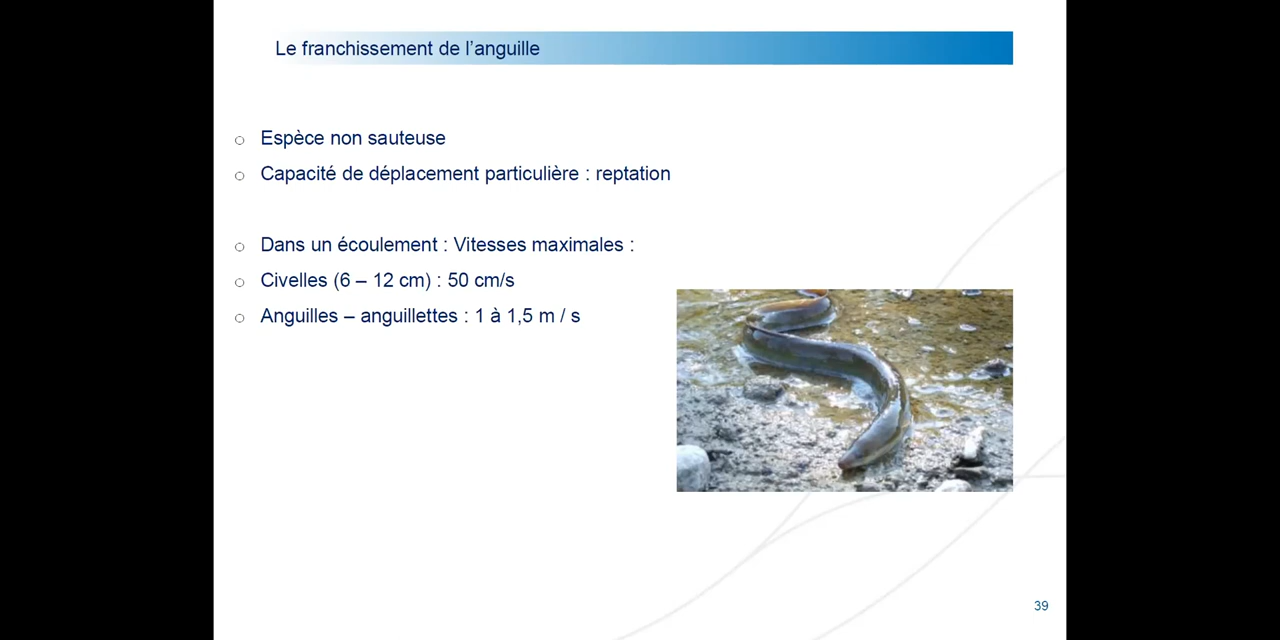 Le franchissement de l’anguille
Espèce non sauteuse
Capacité de déplacement particulière : reptation
Dans un écoulement : Vitesses maximales :
Civelles (6 – 12 cm) : 50 cm/s
Anguilles – anguillettes : 1 à 1,5 m / s
39